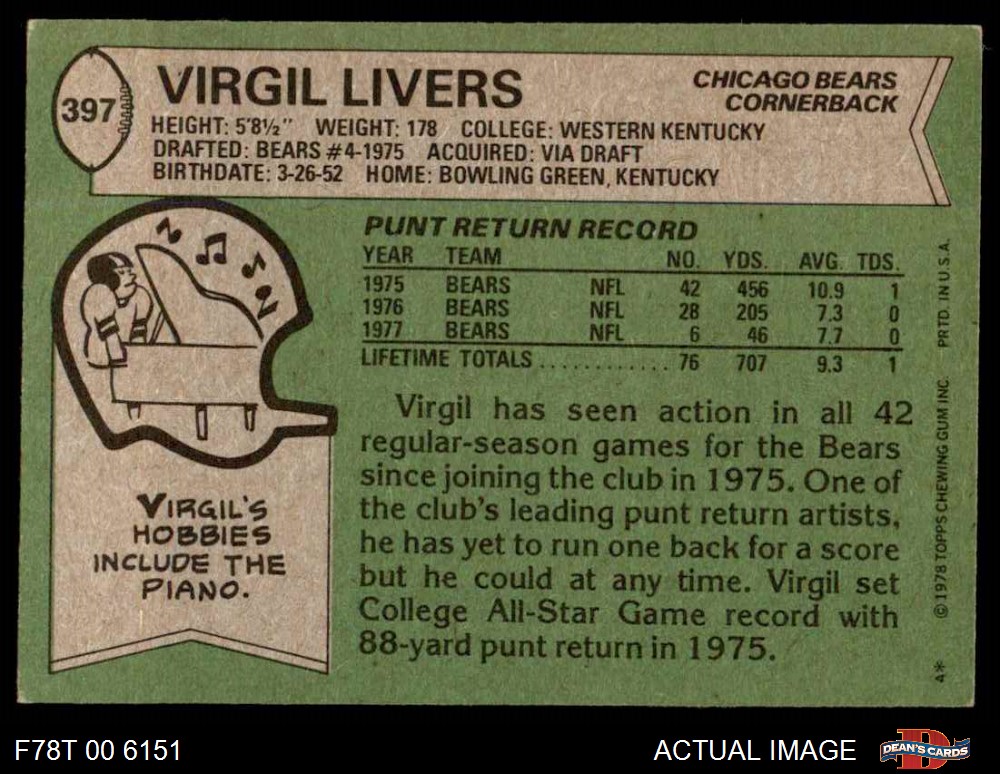 397
VIRGIL LIVERS
CHICAGO BEARS
CORNERBACK
HEIGHT: 5'8½" WEIGHT: 178 COLLEGE: WESTERN KENTUCKY
DRAFTED: BEARS #4-1975 ACQUIRED: VIA DRAFT
BIRTHDATE: 3-26-52 HOME: BOWLING GREEN, KENTUCKY
PUNT RETURN RECORD
YEAR TEAM NO. YDS. AVG. TDS.
1975 BEARS NFL 42 456 10.9 1
1976 BEARS NFL 28 205 7.3 0
1977 BEARS NFL 6 46 7.7 0
LIFETIME TOTALS ............ 76 707 9.3 1
Virgil has seen action in all 42
regular-season games for the Bears
since joining the club in 1975. One of
the club's leading punt return artists,
he has yet to run one back for a score
but he could at any time. Virgil set
College All-Star Game record with
88-yard punt return in 1975.
VIRGIL'S
HOBBIES
INCLUDE THE
PIANO.
4* © 1978 TOPPS CHEWING GUM INC. PRTD. IN U.S.A.
F78T 00 6151
ACTUAL IMAGE
DEAN'S CARDS